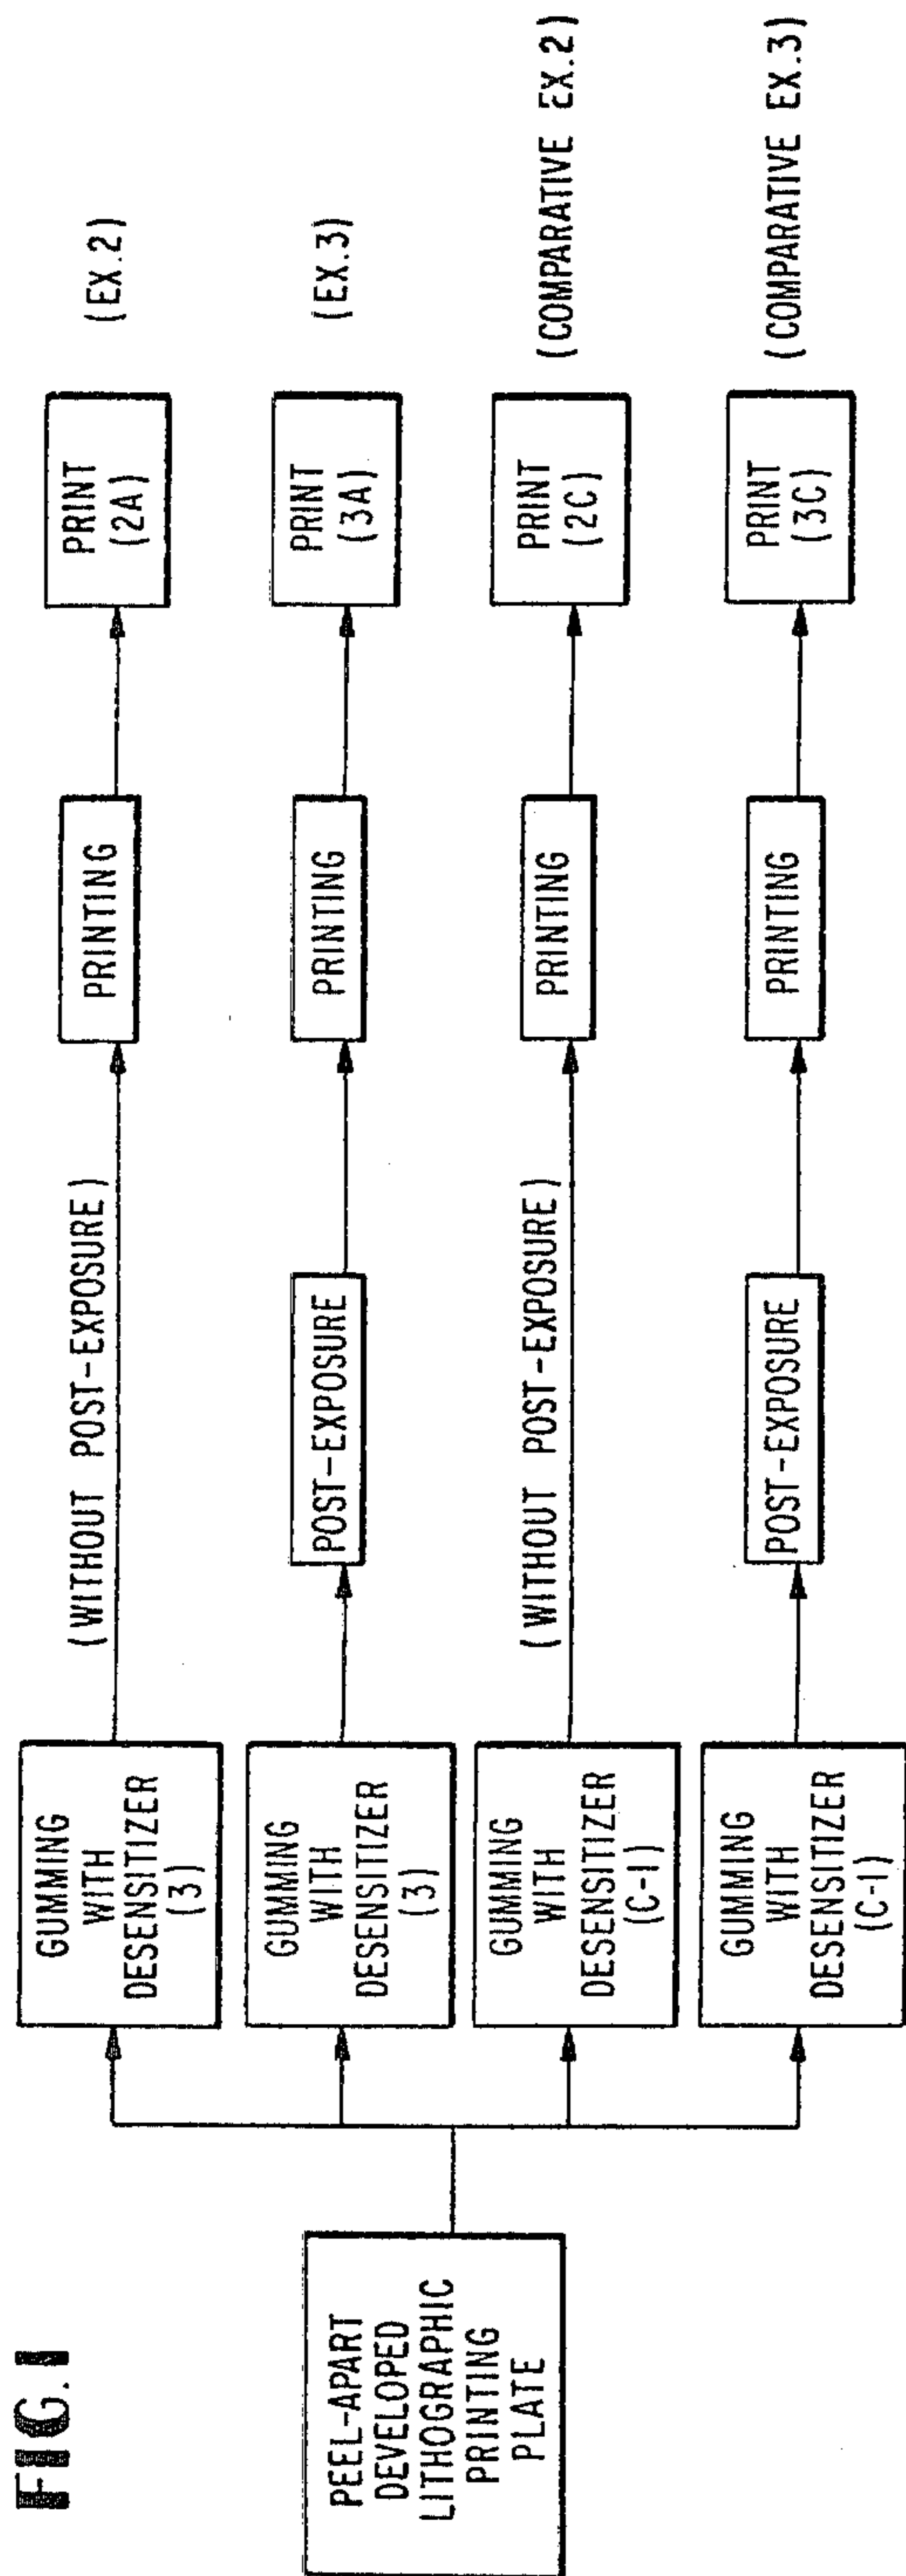 FIG.1
PEEL-APART
DEVELOPED
LITHOGRAPHIC
PRINTING
PLATE
GUMMING
WITH
DESENSITIZER
(3)
(WITHOUT POST-EXPOSURE)
PRINTING
PRINT
(2A)
(EX.2)
GUMMING
WITH
DESENSITIZER
(3)
POST-EXPOSURE
PRINTING
PRINT
(3A)
(EX.3)
GUMMING
WITH
DESENSITIZER
(C-1)
(WITHOUT POST-EXPOSURE)
PRINTING
PRINT
(2C)
(COMPARATIVE EX.2)
GUMMING
WITH
DESENSITIZER
(C-1)
POST-EXPOSURE
PRINTING
PRINT
(3C)
(COMPARATIVE EX.3)